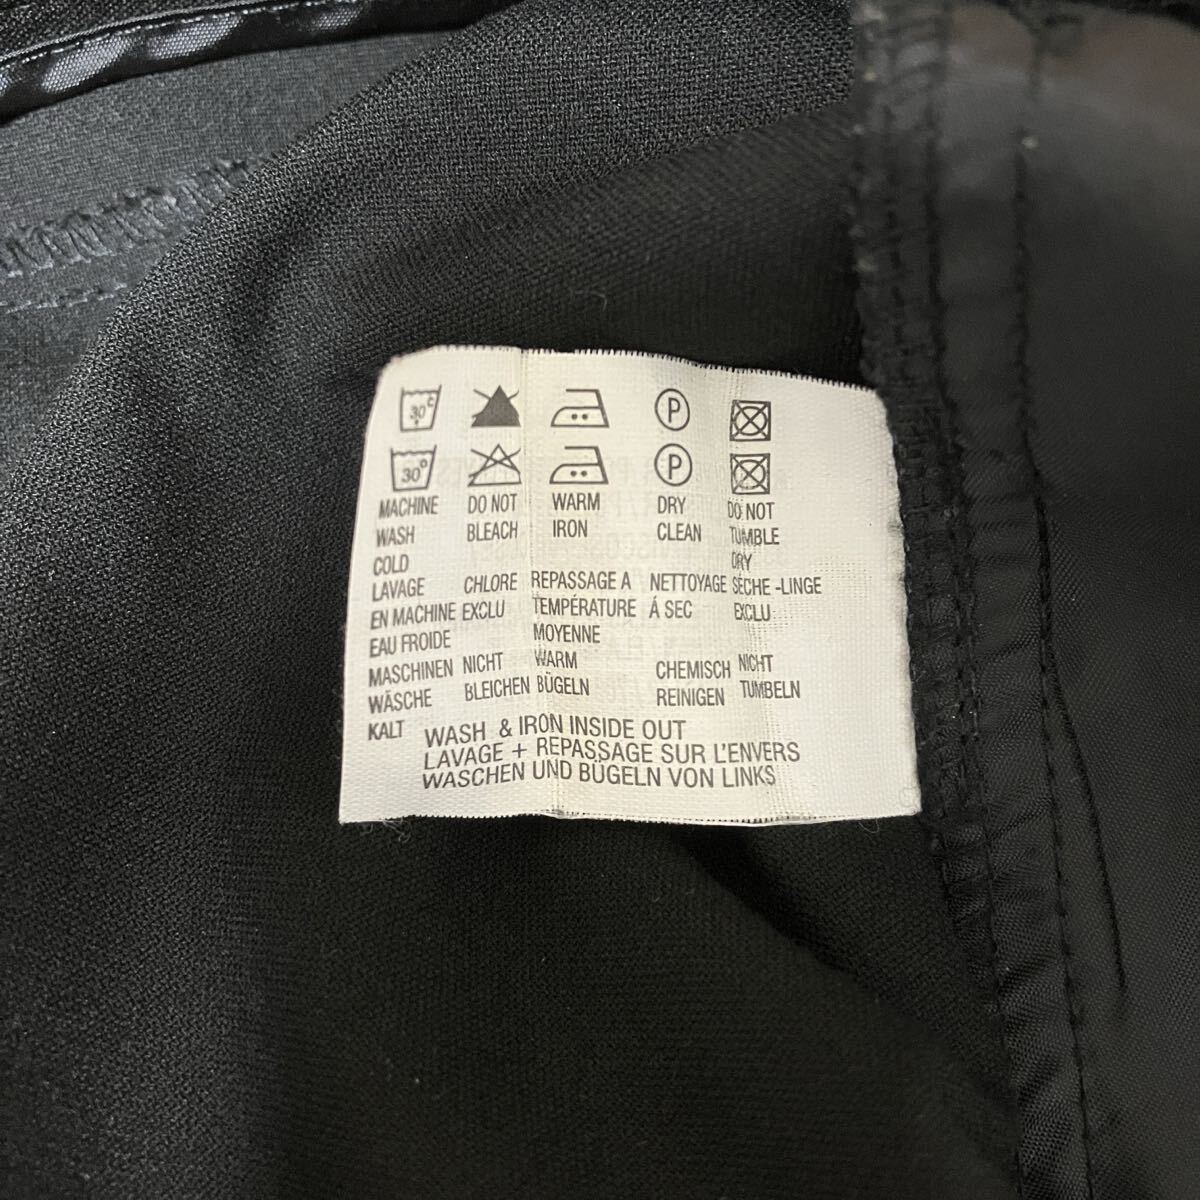 30°C P
30° P
MACHINE DO NOT WARM DRY DO NOT
WASH BLEACH IRON CLEAN TUMBLE
COLD DRY
LAVAGE CHLORE REPASSAGE A NETTOYAGE SÈCHE -LINGE
EN MACHINE EXCLU TEMPÉRATURE Á SEC EXCLU
EAU FROIDE MOYENNE
MASCHINEN NICHT WARM CHEMISCH NICHT
WÄSCHE BLEICHEN BÜGELN REINIGEN TUMBELN
KALT
WASH & IRON INSIDE OUT
LAVAGE + REPASSAGE SUR L'ENVERS
WASCHEN UND BÜGELN VON LINKS